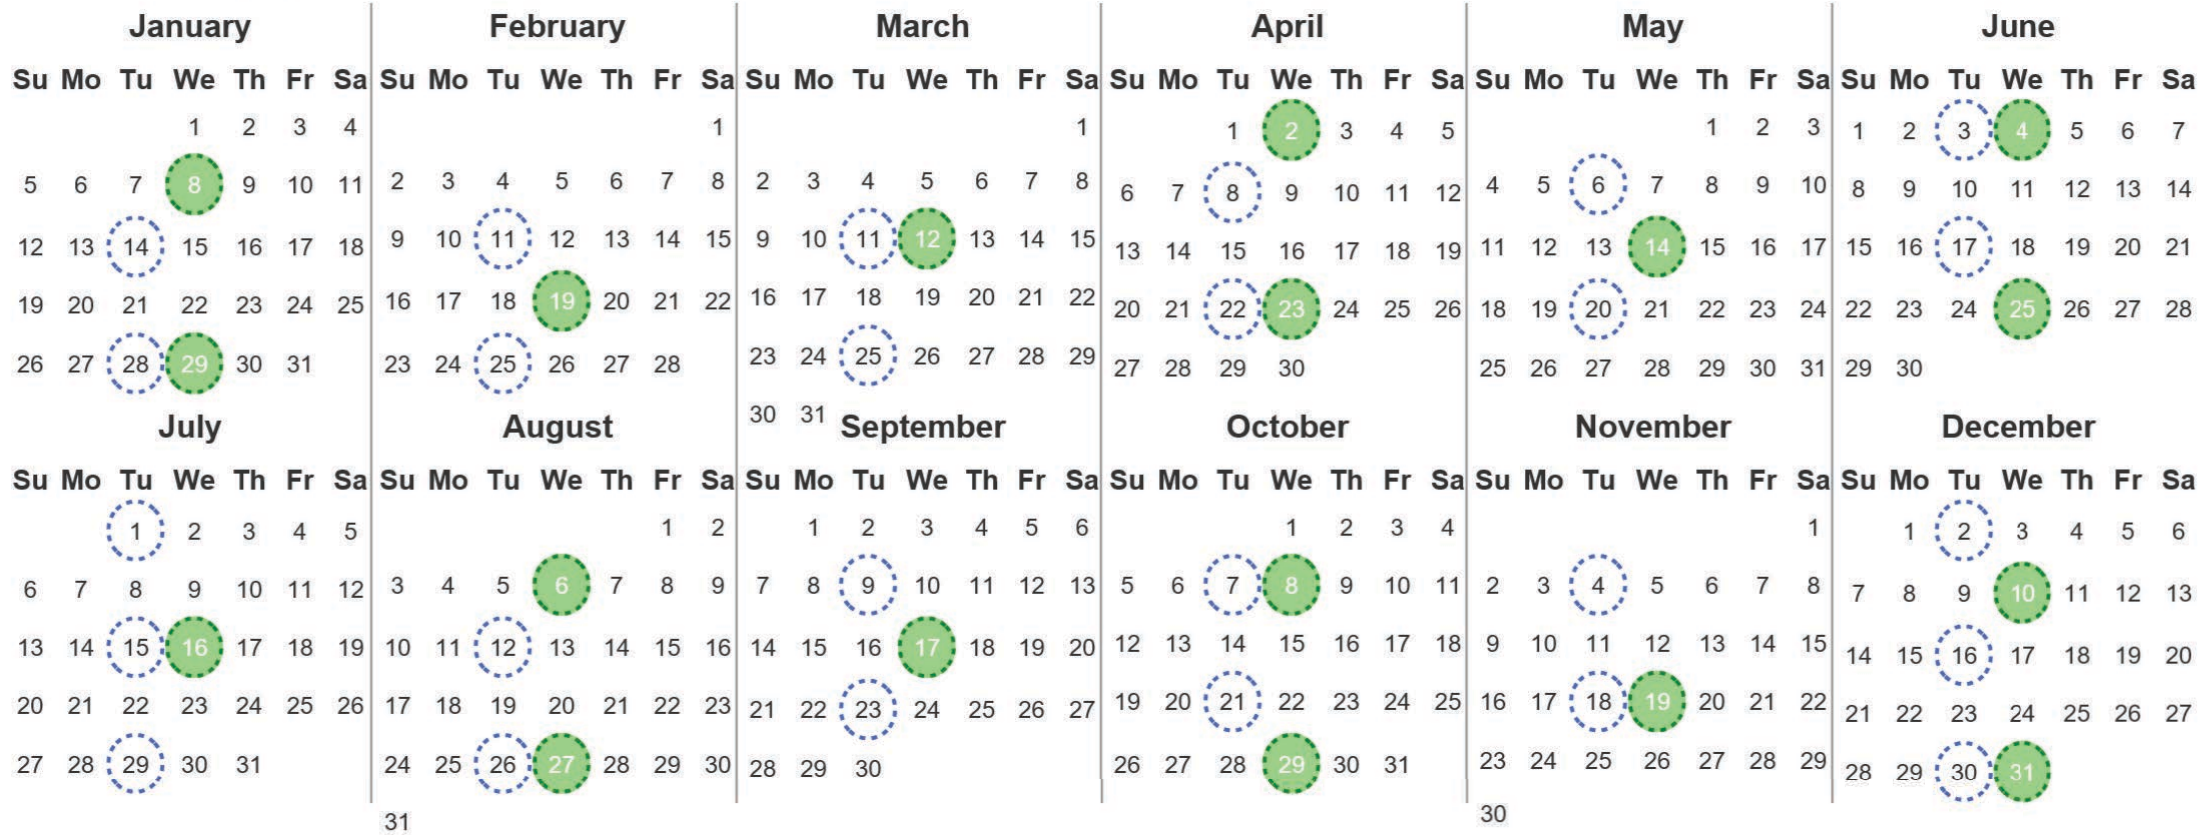 January February March April May June
Su Mo Tu We Th Fr Sa Su Mo Tu We Th Fr Sa Su Mo Tu We Th Fr Sa Su Mo Tu We Th Fr Sa Su Mo Tu We Th Fr Sa Su Mo Tu We Th Fr Sa
1 2 3 4 1 1 1 2 3 4 5 1 2 3 1 2 3 4 5 6 7
5 6 7 8 9 10 11 2 3 4 5 6 7 8 2 3 4 5 6 7 8 6 7 8 9 10 11 12 4 5 6 7 8 9 10 8 9 10 11 12 13 14
12 13 14 15 16 17 18 9 10 11 12 13 14 15 9 10 11 12 13 14 15 13 14 15 16 17 18 19 11 12 13 14 15 16 17 15 16 17 18 19 20 21
19 20 21 22 23 24 25 16 17 18 19 20 21 22 16 17 18 19 20 21 22 20 21 22 23 24 25 26 18 19 20 21 22 23 24 22 23 24 25 26 27 28
26 27 28 29 30 31 23 24 25 26 27 28 23 24 25 26 27 28 29 27 28 29 30 25 26 27 28 29 30 31 29 30
30 31
July August September October November December
Su Mo Tu We Th Fr Sa Su Mo Tu We Th Fr Sa Su Mo Tu We Th Fr Sa Su Mo Tu We Th Fr Sa Su Mo Tu We Th Fr Sa Su Mo Tu We Th Fr Sa
1 2 3 4 5 1 2 1 2 3 4 5 6 1 2 3 4 1 1 2 3 4 5 6
6 7 8 9 10 11 12 3 4 5 6 7 8 9 7 8 9 10 11 12 13 5 6 7 8 9 10 11 2 3 4 5 6 7 8 7 8 9 10 11 12 13
13 14 15 16 17 18 19 10 11 12 13 14 15 16 14 15 16 17 18 19 20 12 13 14 15 16 17 18 9 10 11 12 13 14 15 14 15 16 17 18 19 20
20 21 22 23 24 25 26 17 18 19 20 21 22 23 21 22 23 24 25 26 27 19 20 21 22 23 24 25 16 17 18 19 20 21 22 21 22 23 24 25 26 27
27 28 29 30 31 24 25 26 27 28 29 30 28 29 30 26 27 28 29 30 31 23 24 25 26 27 28 29 28 29 30 31
31 30